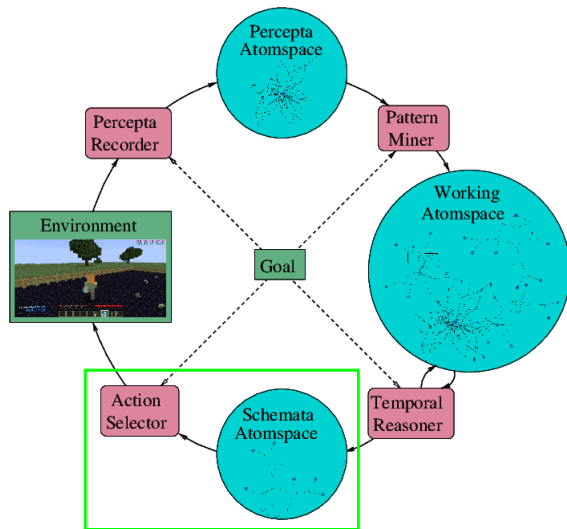 Percepta
Atomspace
Percepta
Recorder
Pattern
Miner
Environment
Working
Atomspace
Goal
Action
Selector
Schemata
Atomspace
Temporal
Reasoner